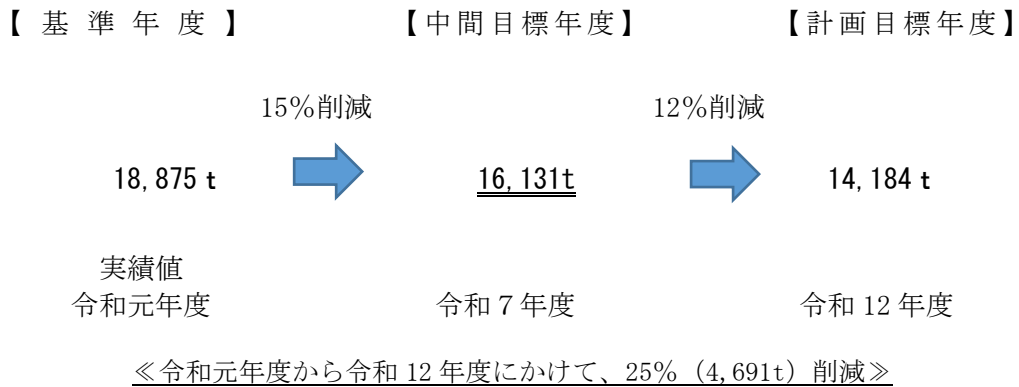 【基準年度】 【中間目標年度】 【計画目標年度】
15％削減 12％削減
18,875 t 16,131t 14,184 t
実績値
令和元年度 令和７年度 令和 12 年度
≪令和元年度から令和 12 年度にかけて、25％（4,691t）削減≫